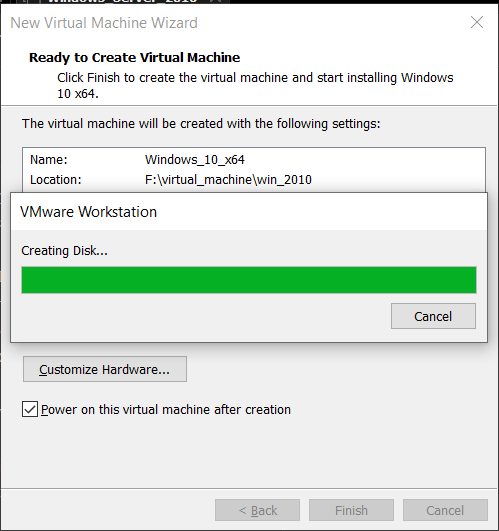 Windows_Server_2016
New Virtual Machine Wizard
Ready to Create Virtual Machine
Click Finish to create the virtual machine and start installing Windows
10 x64.
The virtual machine will be created with the following settings:
Name: Windows_10_x64
Location: F:\virtual_machine\win_2010
VMware Workstation
Creating Disk...
Cancel
Customize Hardware...
Power on this virtual machine after creation
< Back Finish Cancel